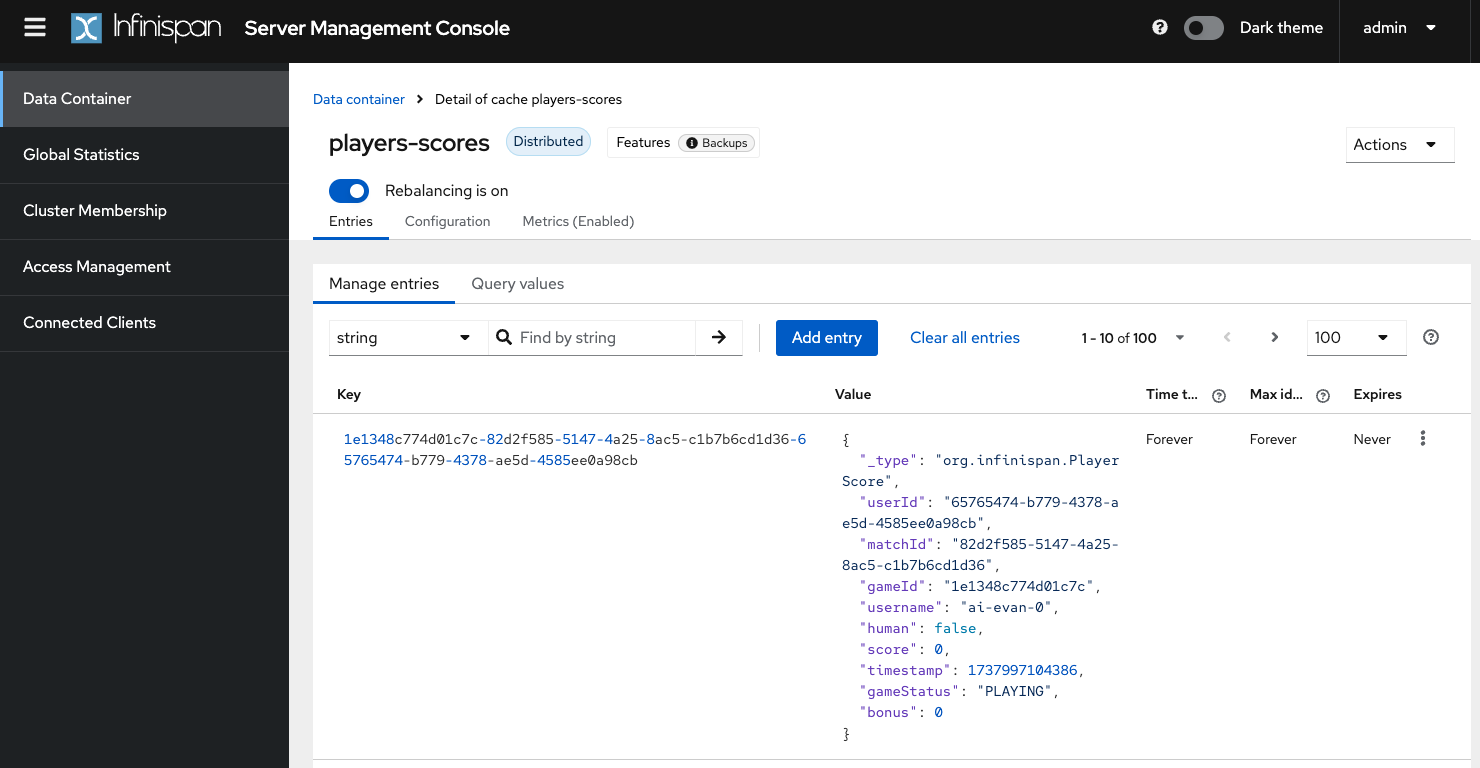 Infinispan Server Management Console Dark theme admin
Data Container
Global Statistics
Cluster Membership
Access Management
Connected Clients
Data container Detail of cache players-scores
players-scores Distributed Features Backups
Actions
Rebalancing is on
Entries Configuration Metrics (Enabled)
Manage entries Query values
string Find by string Add entry Clear all entries 1 - 10 of 100 100
Key Value Time t... Max id... Expires
1e1348c774d01c7c-82d2f585-5147-4a25-8ac5-c1b7b6cd1d36-6
5765474-b779-4378-ae5d-4585ee0a98cb
{
"_type": "org.infinispan.Player
Score",
"userId": "65765474-b779-4378-a
e5d-4585ee0a98cb",
"matchId": "82d2f585-5147-4a25-
8ac5-c1b7b6cd1d36",
"gameId": "1e1348c774d01c7c",
"username": "ai-evan-0",
"human": false,
"score": 0,
"timestamp": 1737997104386,
"gameStatus": "PLAYING",
"bonus": 0
}
Forever Forever Never